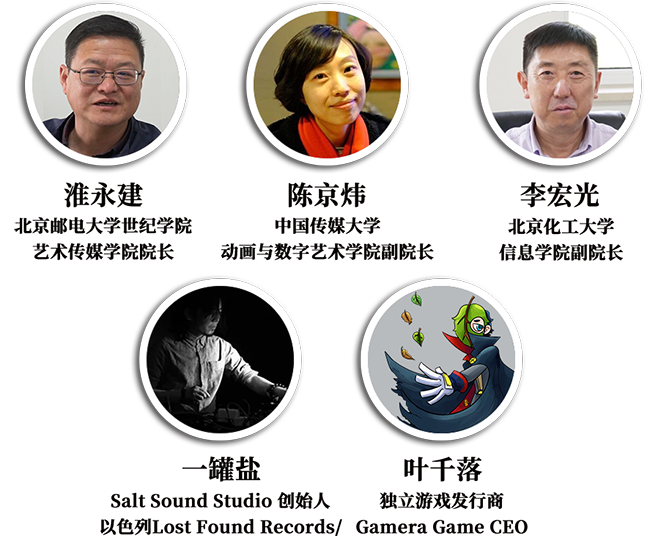 淮永建
北京邮电大学世纪学院
艺术传媒学院院长
陈京炜
中国传媒大学
动画与数字艺术学院副院长
李宏光
北京化工大学
信息学院副院长
一罐盐
Salt Sound Studio 创始人
以色列Lost Found Records/
叶千落
独立游戏发行商
Gamera Game CEO